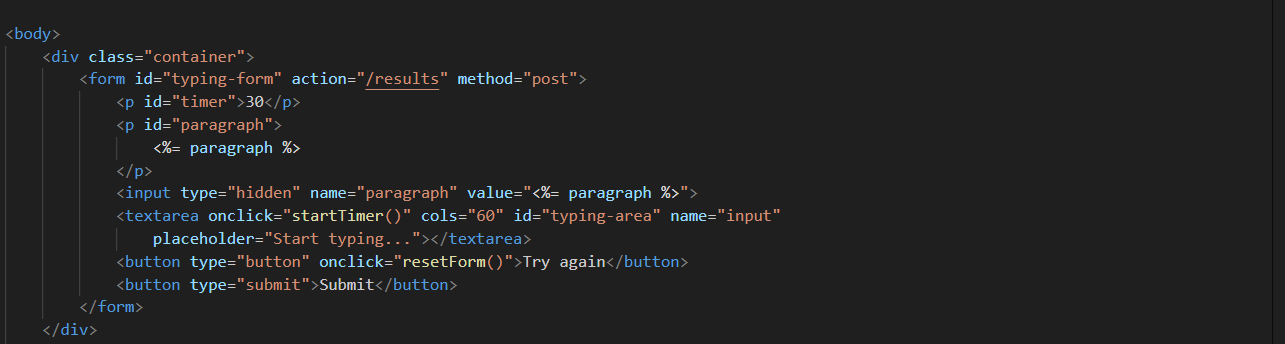 <body>
<div class="container">
<form id="typing-form" action="/results" method="post">
<p id="timer">30</p>
<p id="paragraph">
<%= paragraph %>
</p>
<input type="hidden" name="paragraph" value="<%= paragraph %>">
<textarea onclick="startTimer()" cols="60" id="typing-area" name="input"
placeholder="Start typing..."></textarea>
<button type="button" onclick="resetForm()">Try again</button>
<button type="submit">Submit</button>
</form>
</div>